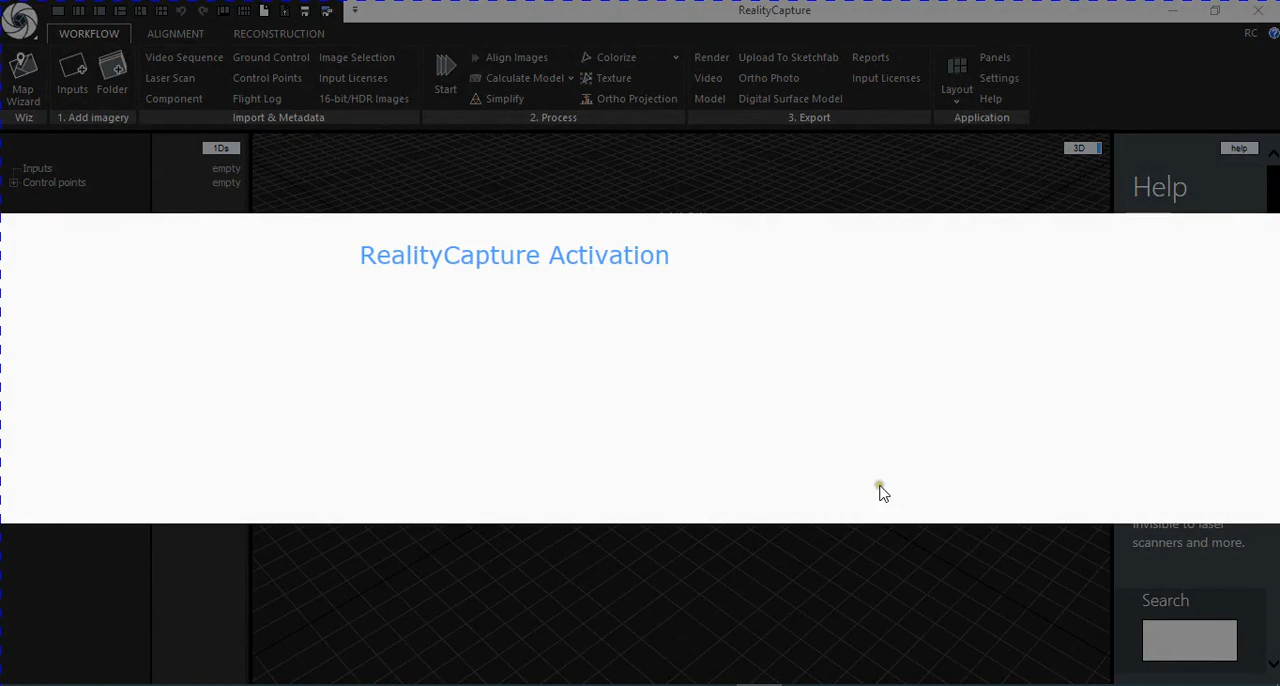 RealityCapture
WORKFLOW ALIGNMENT RECONSTRUCTION RC
Map Wizard
Inputs
Folder
Video Sequence Ground Control Image Selection
Laser Scan Control Points Input Licenses
Component Flight Log 16-bit/HDR Images
Start
Align Images Colorize
Calculate Model Texture
Simplify Ortho Projection
Render Upload To Sketchfab Reports
Video Ortho Photo Input Licenses
Model Digital Surface Model
Layout
Panels
Settings
Help
Wiz 1. Add imagery Import & Metadata 2. Process 3. Export Application
1Ds 3D help
Inputs empty
Control points empty
Help
RealityCapture Activation
invisible to laser
scanners and more.
Search